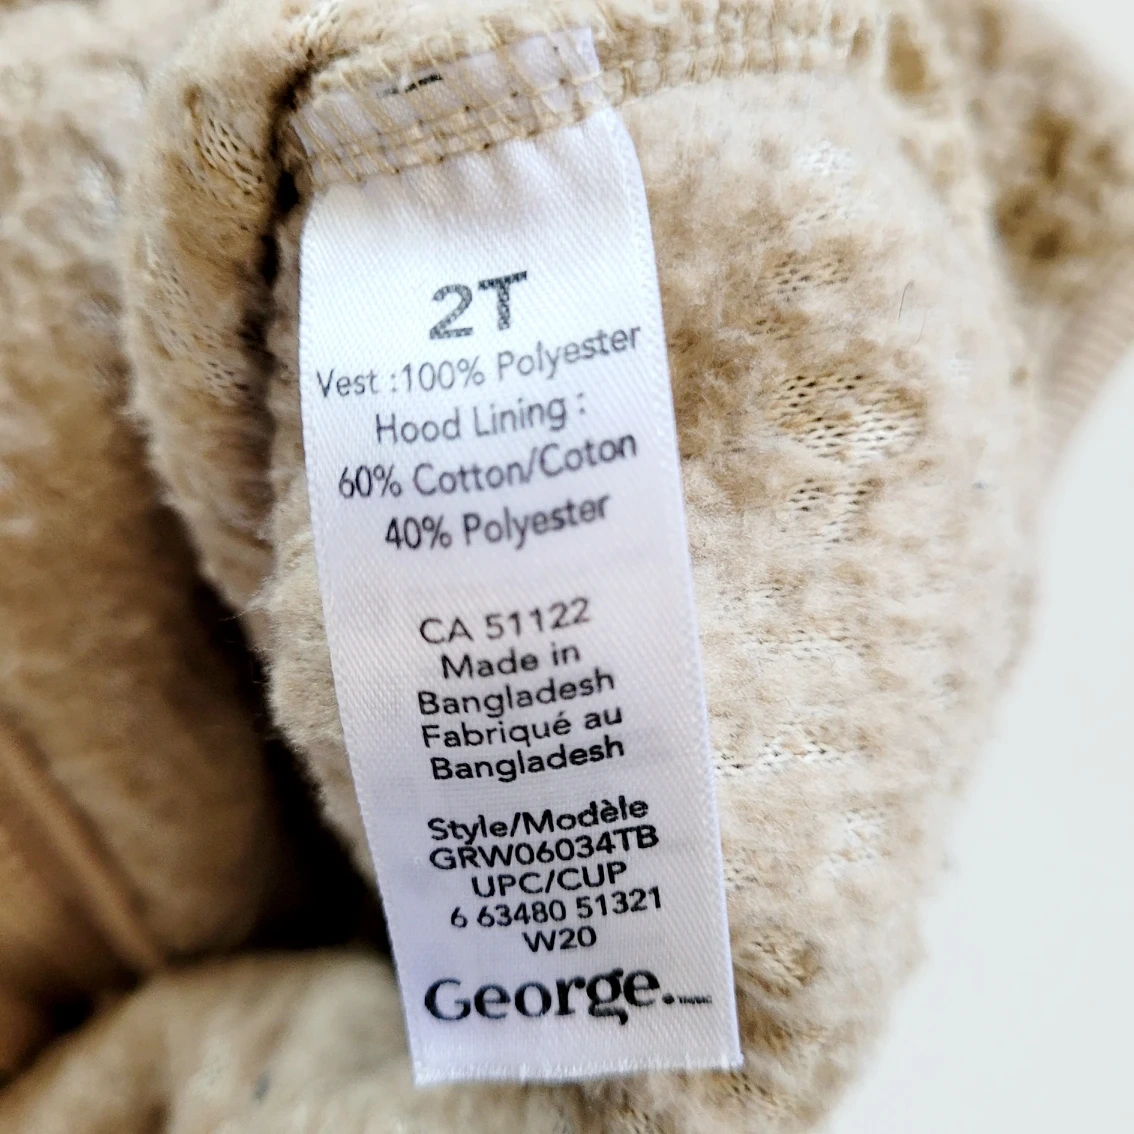 2T
Vest :100% Polyester
Hood Lining :
60% Cotton/Coton
40% Polyester
CA 51122
Made in
Bangladesh
Fabriqué au
Bangladesh
Style/Modèle
GRW06034TB
UPC/CUP
6 63480 51321
W20
George.